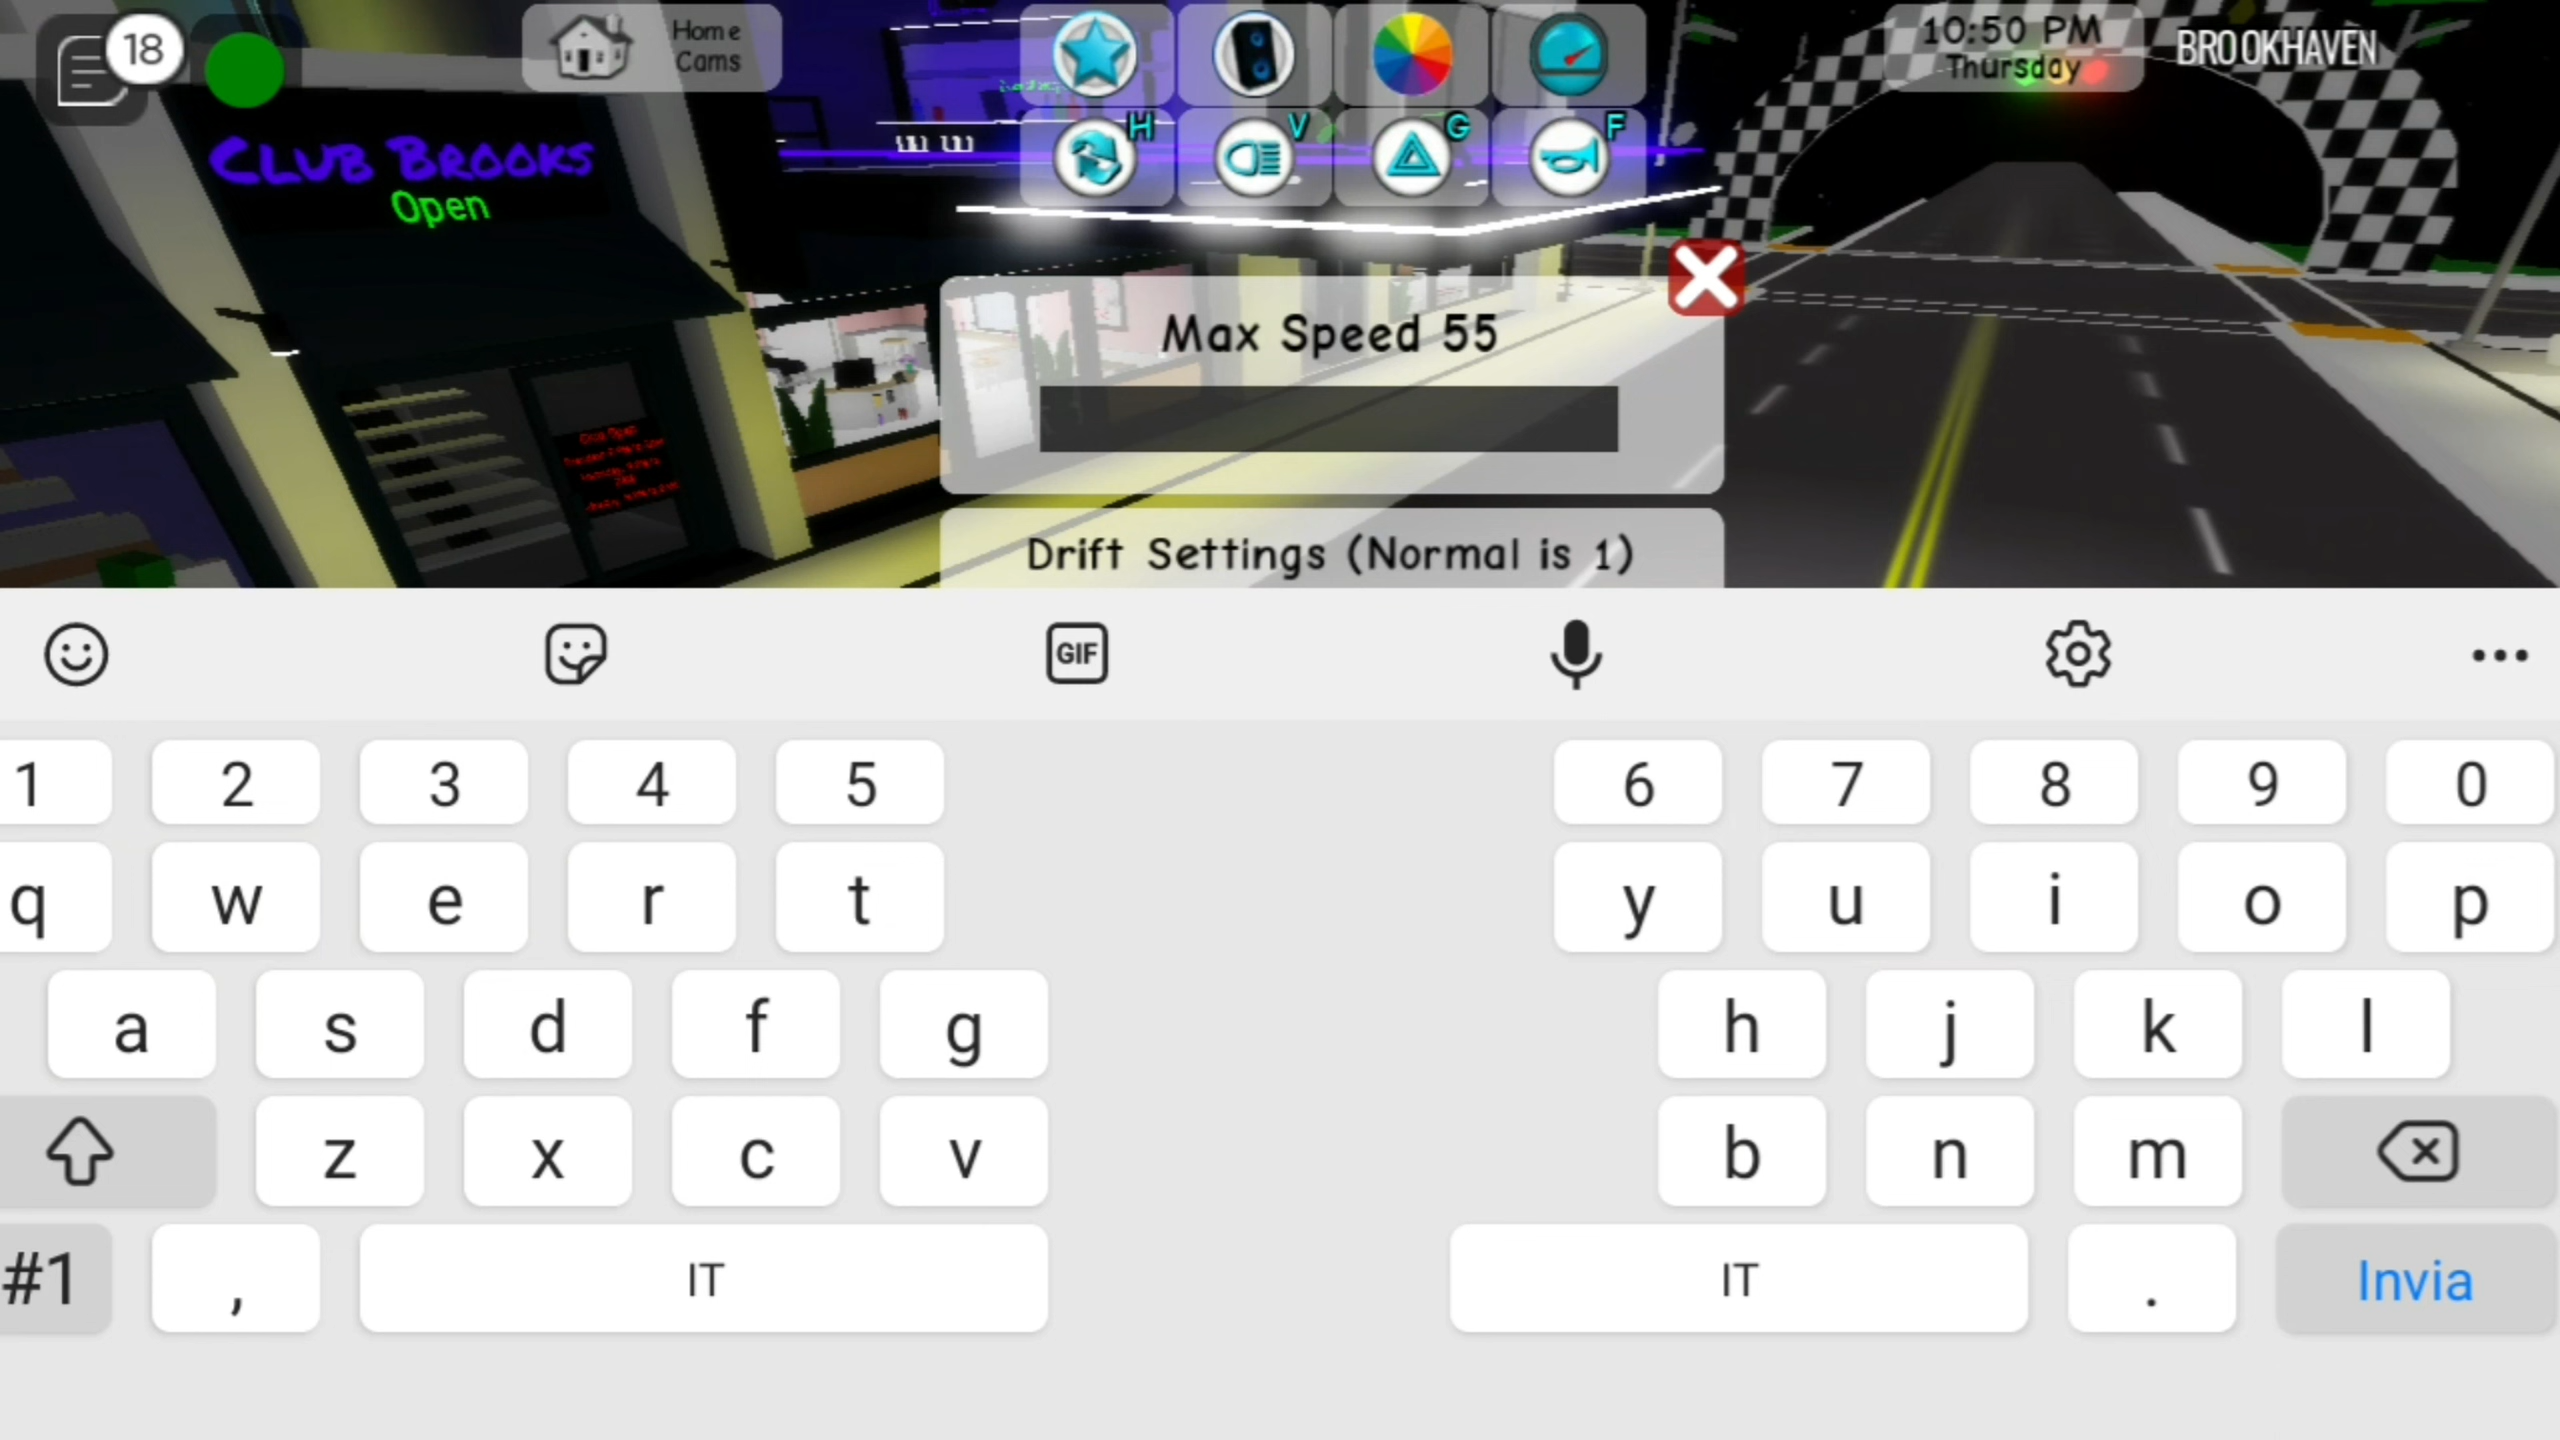 18
Home
Cams
10:50 PM
Thursday
BROOKHAVEN
H V G F
CLUB BROOKS
Open
Max Speed 55
Drift Settings (Normal is 1)
GIF
1 2 3 4 5 6 7 8 9 0
q w e r t y u i o p
a s d f g h j k l
z x c v b n m
#1 , IT IT . Invia